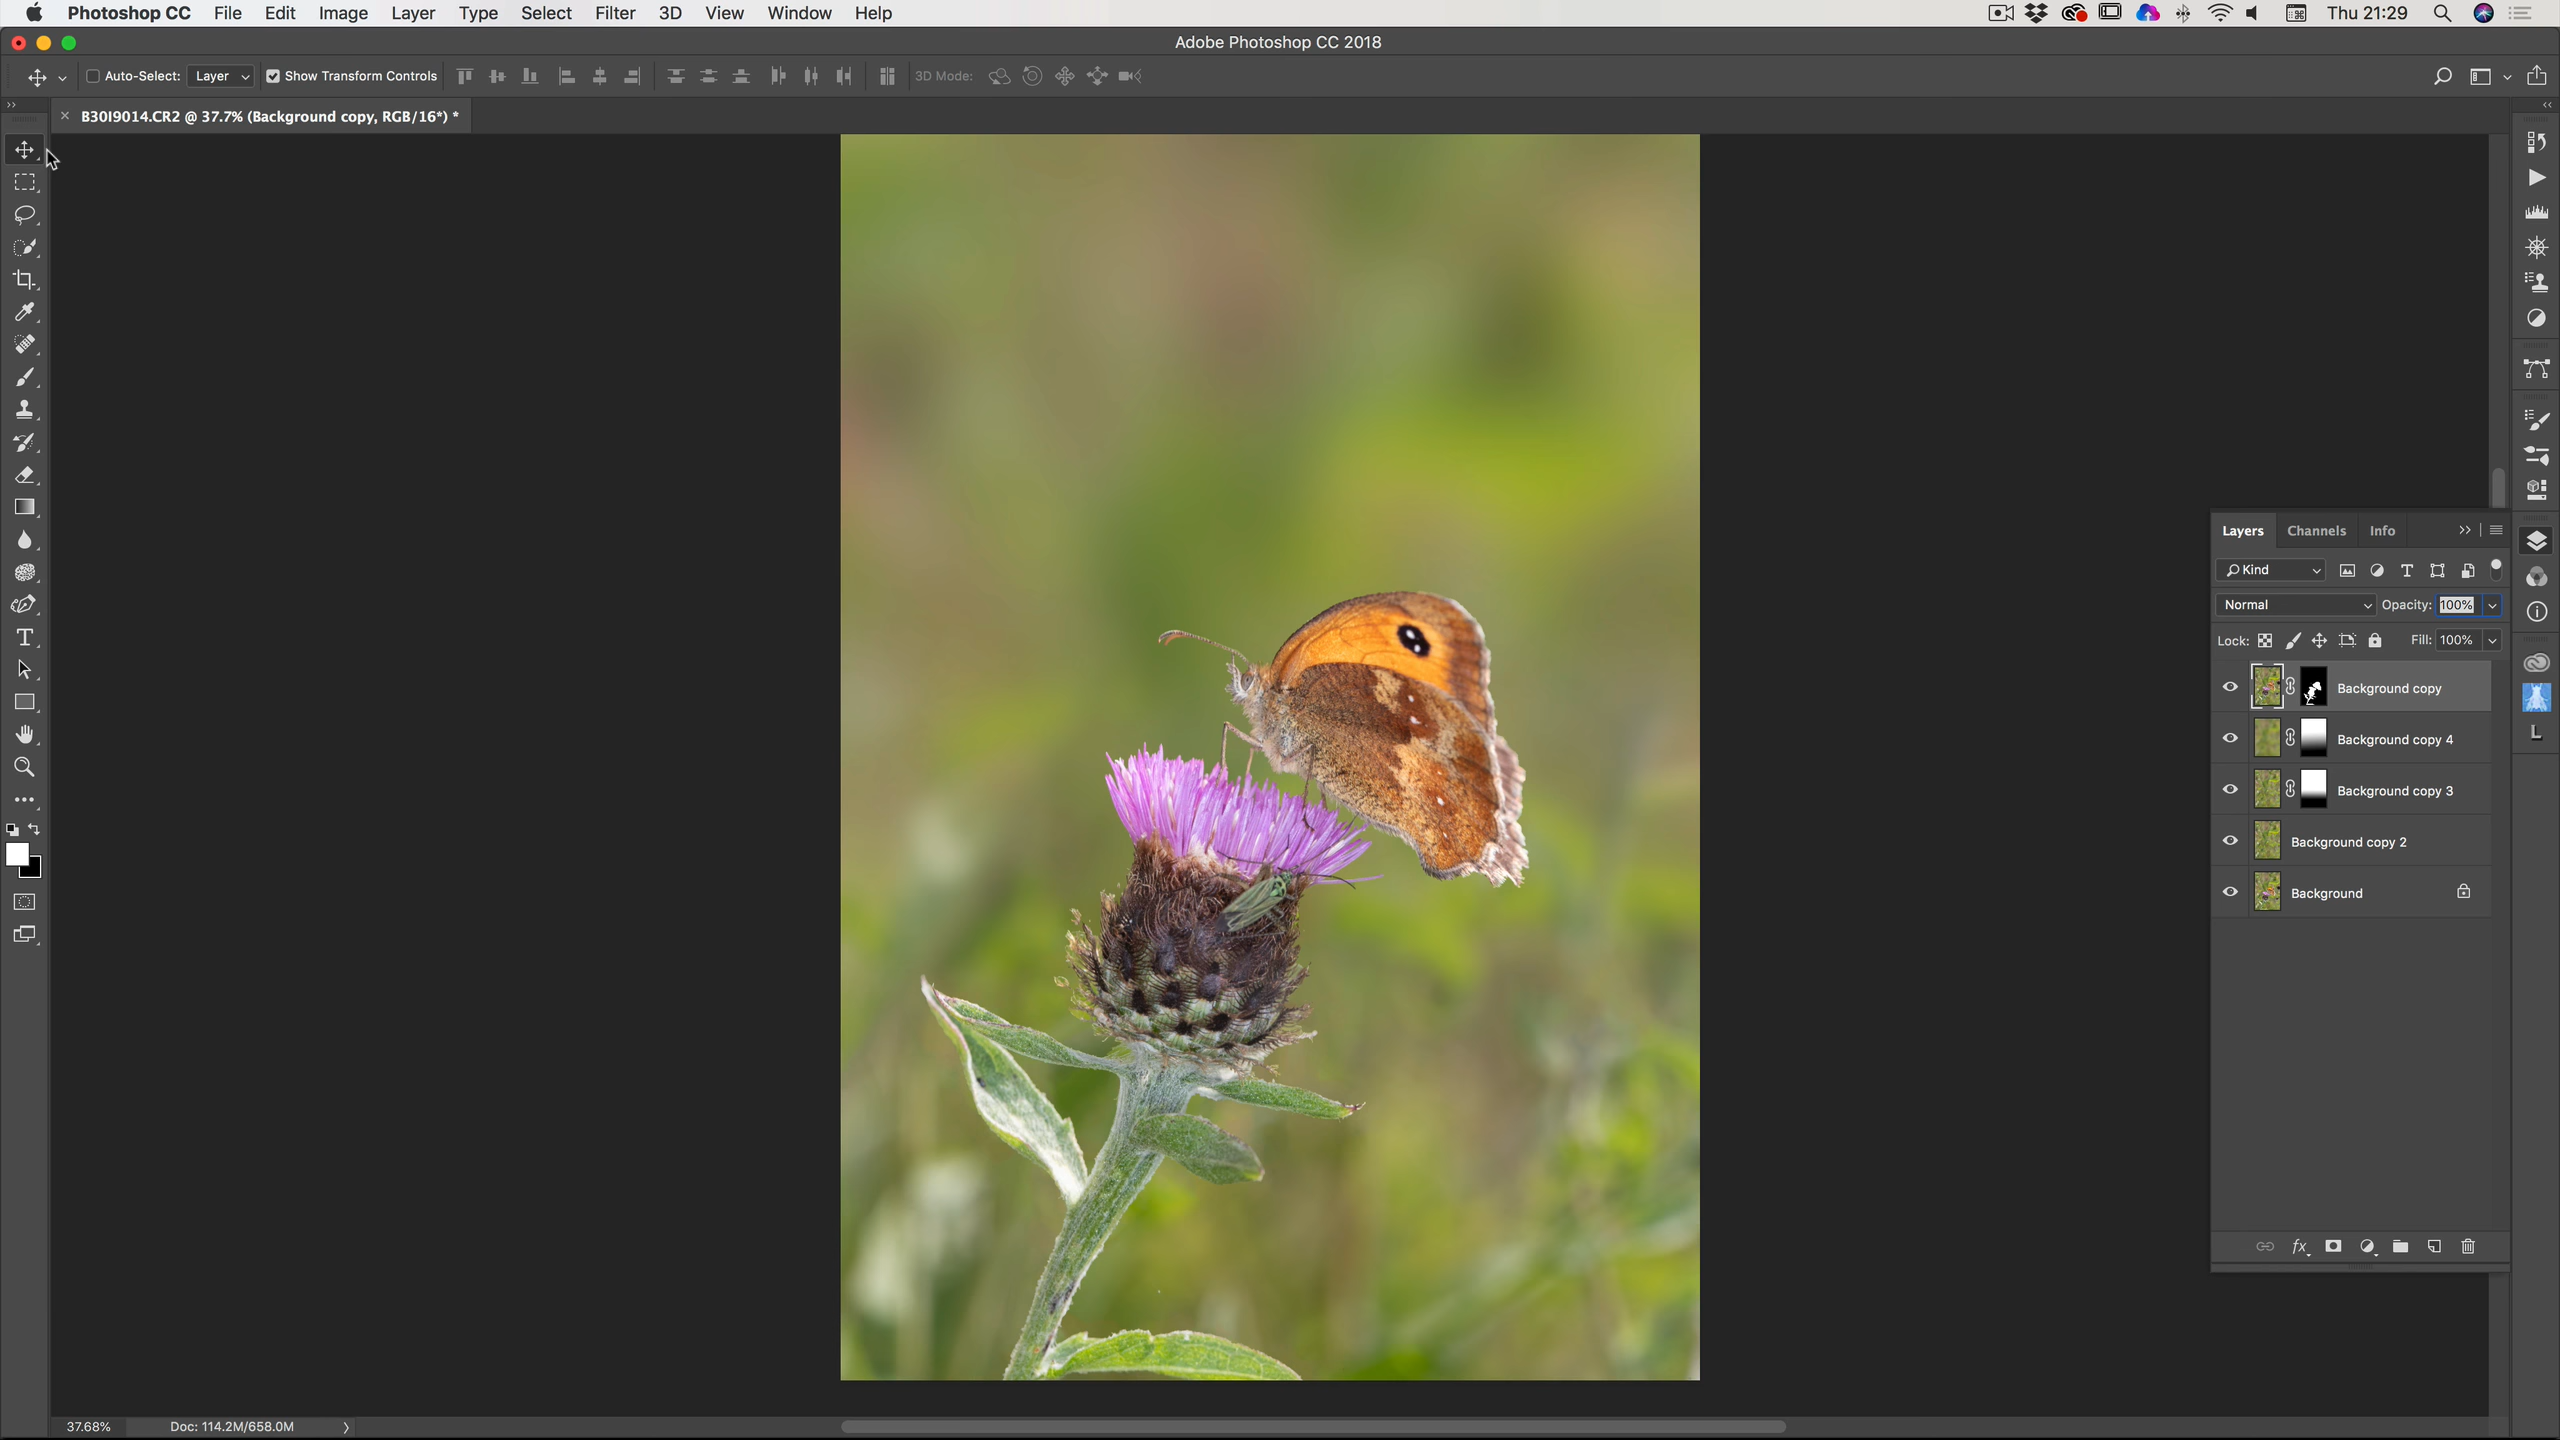 Photoshop CC File Edit Image Layer Type Select Filter 3D View Window Help Thu 21:29
Adobe Photoshop CC 2018
Auto-Select: Layer Show Transform Controls 3D Mode:
B30I9014.CR2 @ 37.7% (Background copy, RGB/16*) *
Layers Channels Info
Kind
Normal Opacity: 100%
Lock: Fill: 100%
Background copy
Background copy 4
Background copy 3
Background copy 2
Background
fx
37.68% Doc: 114.2M/658.0M